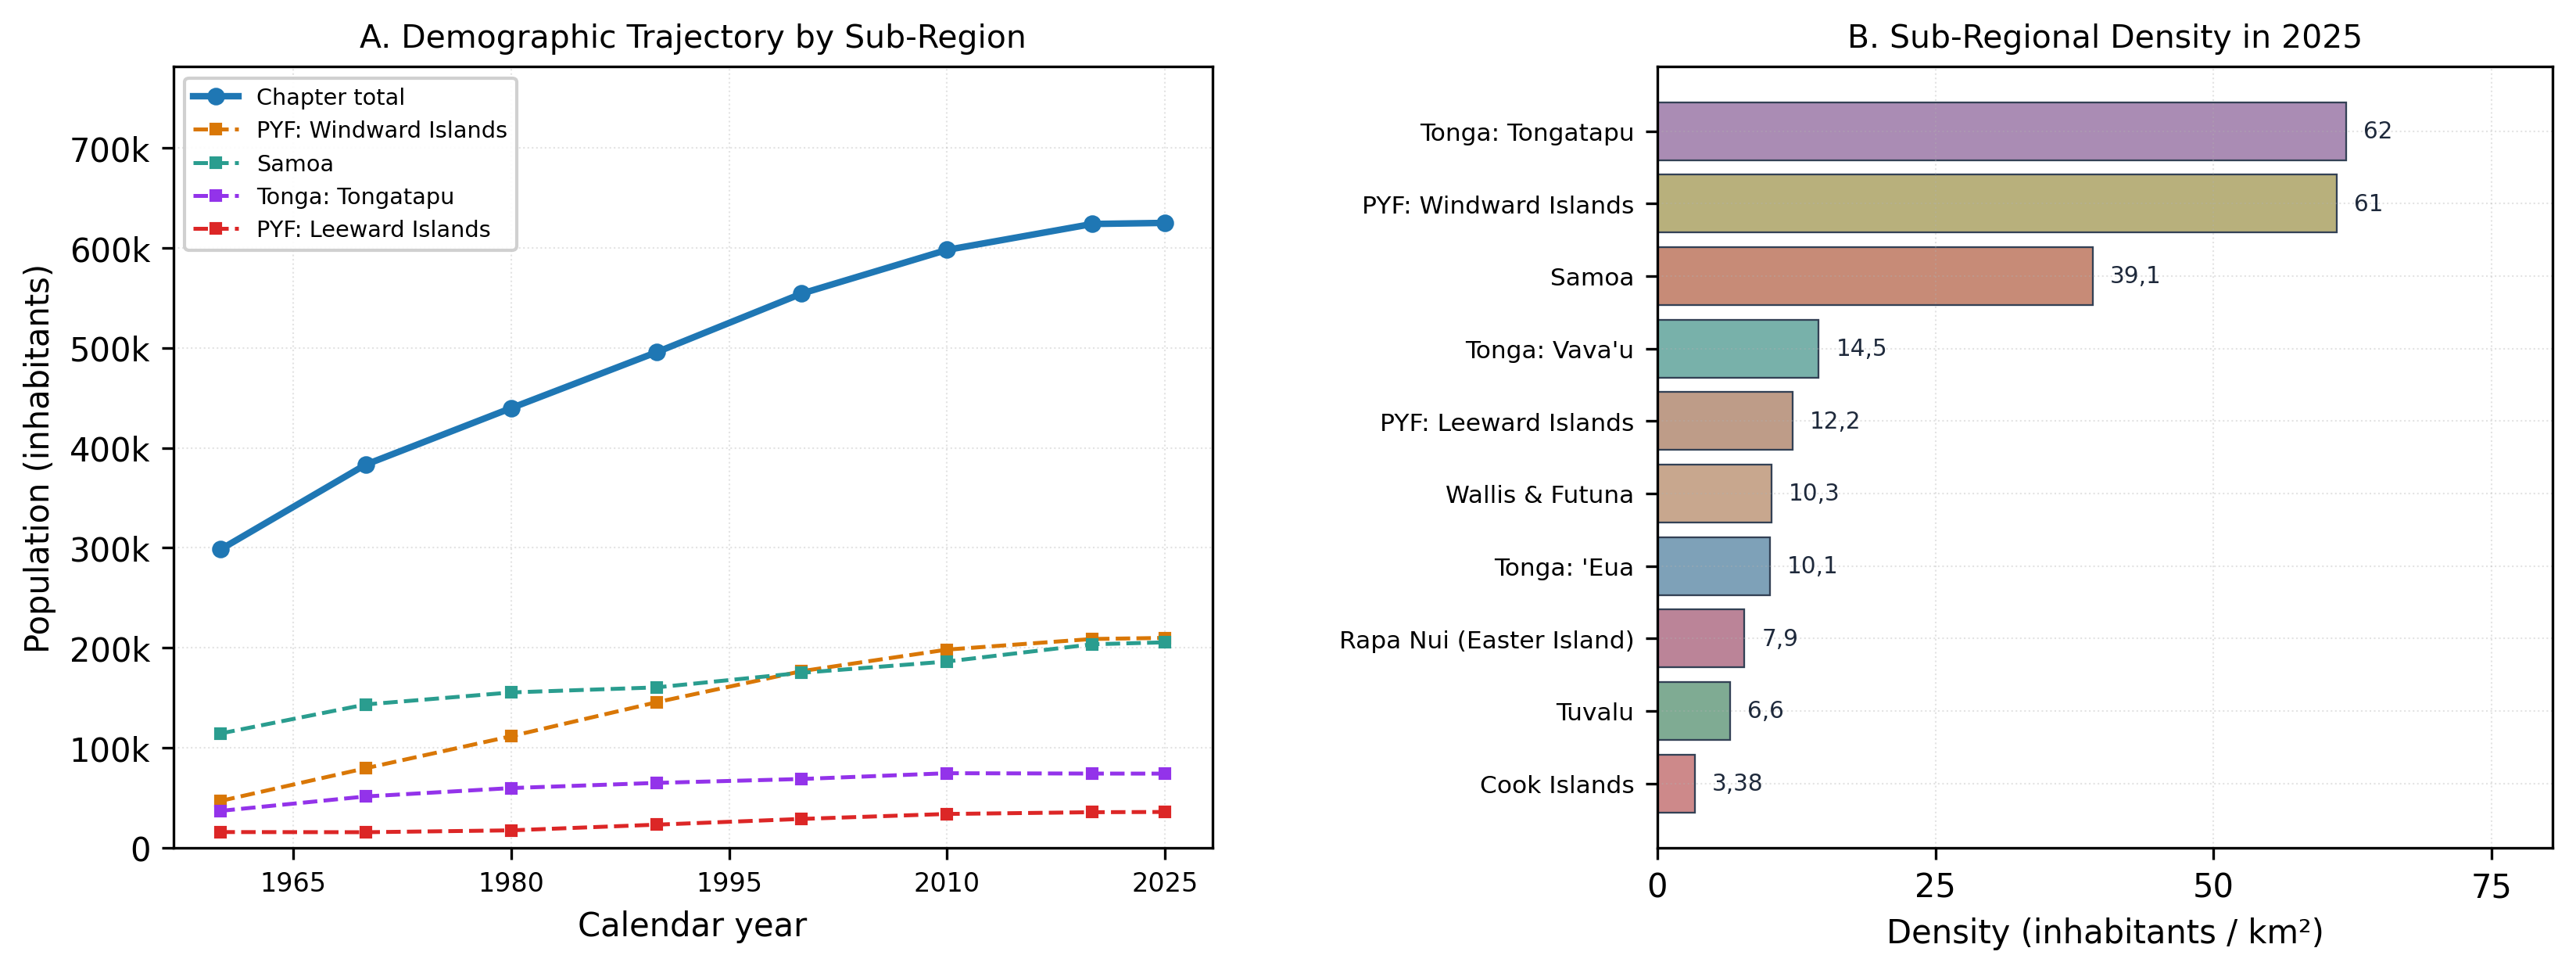 A. Demographic Trajectory by Sub-Region
Chapter total
PYF: Windward Islands
Samoa
Tonga: Tongatapu
PYF: Leeward Islands
Population (inhabitants)
700k
600k
500k
400k
300k
200k
100k
0
1965
1980
1995
2010
2025
Calendar year
B. Sub-Regional Density in 2025
Tonga: Tongatapu 62
PYF: Windward Islands 61
Samoa 39,1
Tonga: Vava'u 14,5
PYF: Leeward Islands 12,2
Wallis & Futuna 10,3
Tonga: 'Eua 10,1
Rapa Nui (Easter Island) 7,9
Tuvalu 6,6
Cook Islands 3,38
0
25
50
75
Density (inhabitants / km²)